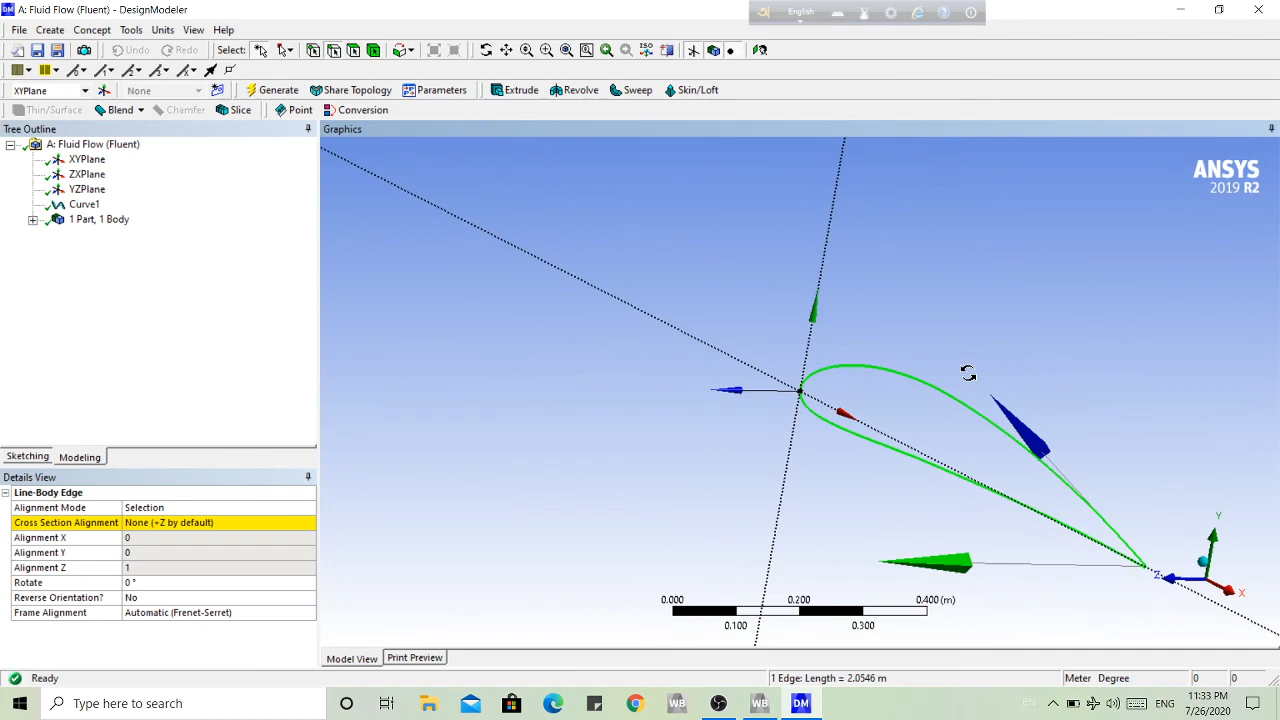 A: Fluid Flow (Fluent) - DesignModeler
English
File Create Concept Tools Units View Help
Undo Redo Select:
XYPlane None Generate Share Topology Parameters Extrude Revolve Sweep Skin/Loft
Thin/Surface Blend Chamfer Slice Point Conversion
Tree Outline
A: Fluid Flow (Fluent)
XYPlane
ZXPlane
YZPlane
Curve1
1 Part, 1 Body
Sketching Modeling
Details View
Line-Body Edge
Alignment Mode Selection
Cross Section Alignment None (+Z by default)
Alignment X 0
Alignment Y 0
Alignment Z 1
Rotate 0 °
Reverse Orientation? No
Frame Alignment Automatic (Frenet-Serret)
Graphics
ANSYS
2019 R2
Y
Z
X
0.000 0.200 0.400 (m)
0.100 0.300
Model View Print Preview
Ready 1 Edge: Length = 2.0546 m Meter Degree 0 0
Type here to search
WB WB DM
EN
11:33 PM
7/26/2020